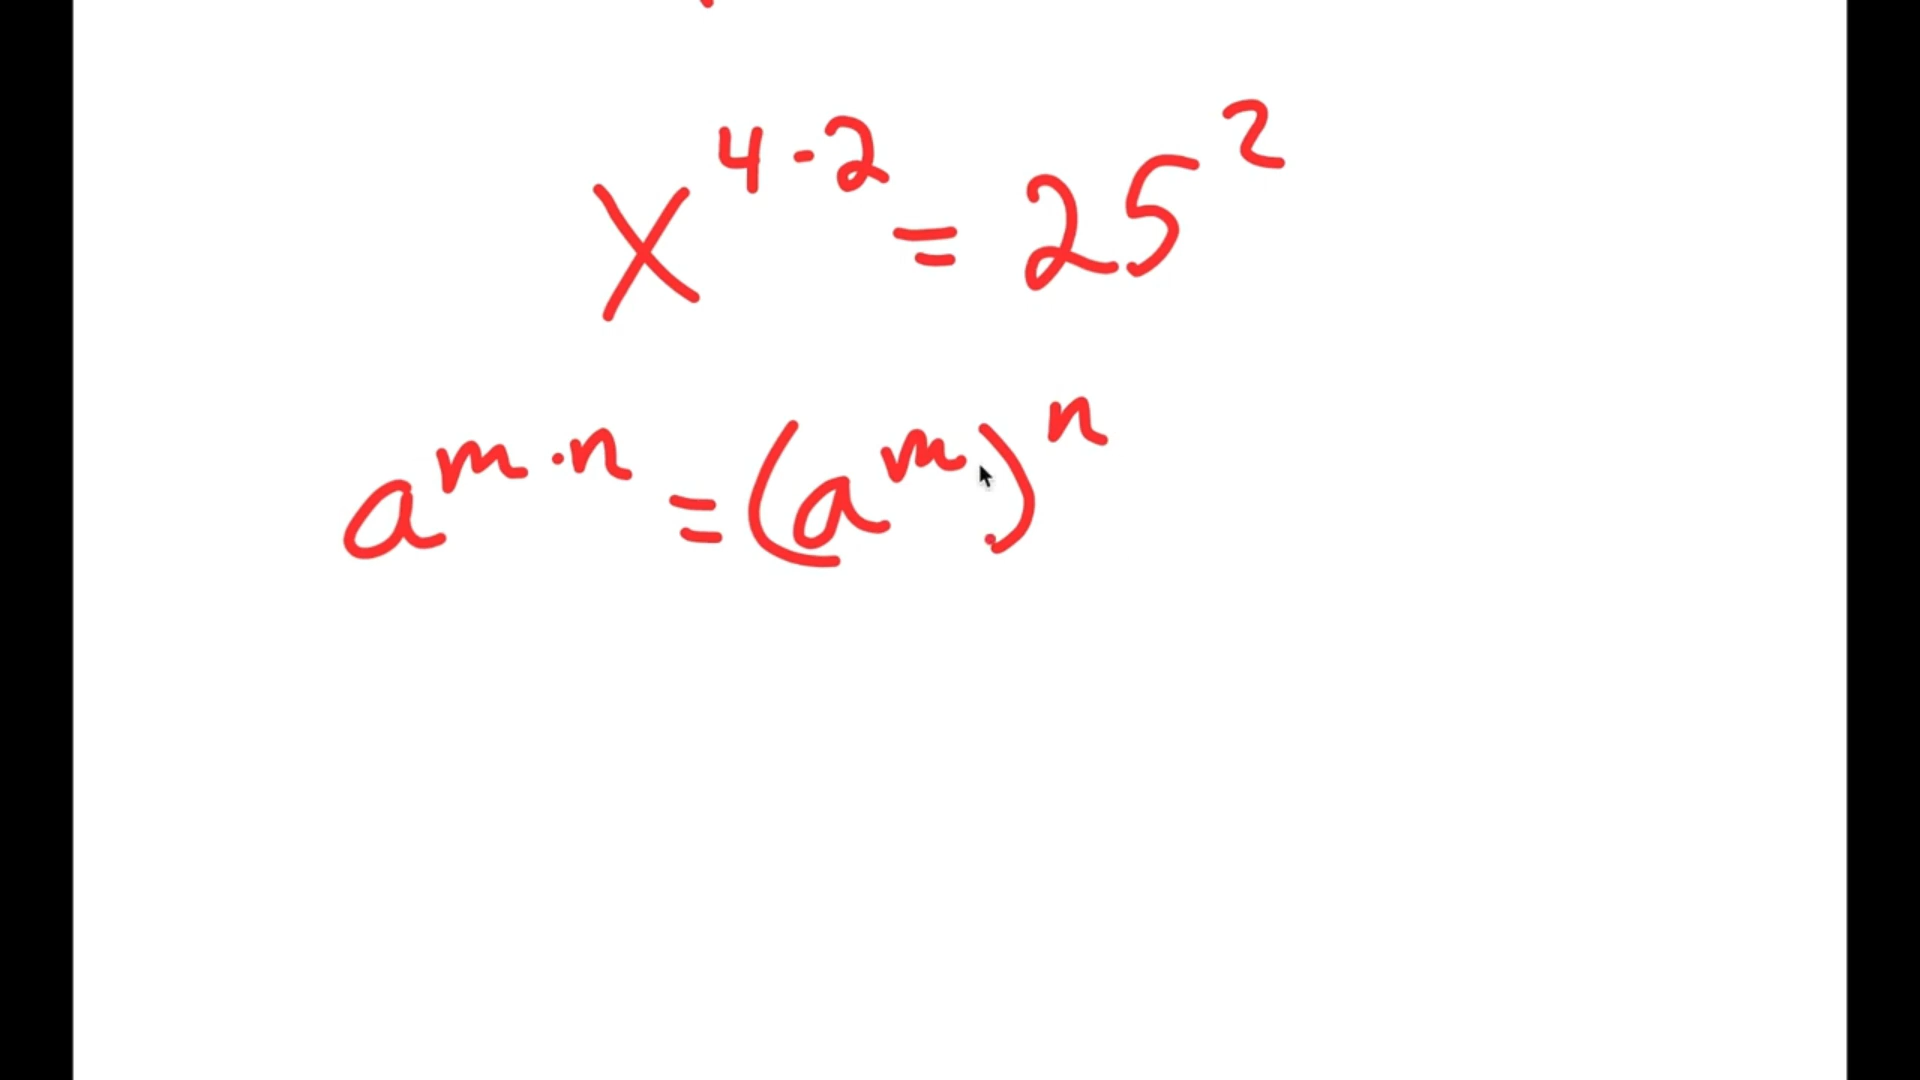 x^{4·2} = 25^2
a^{m·n} = (a^m)^n